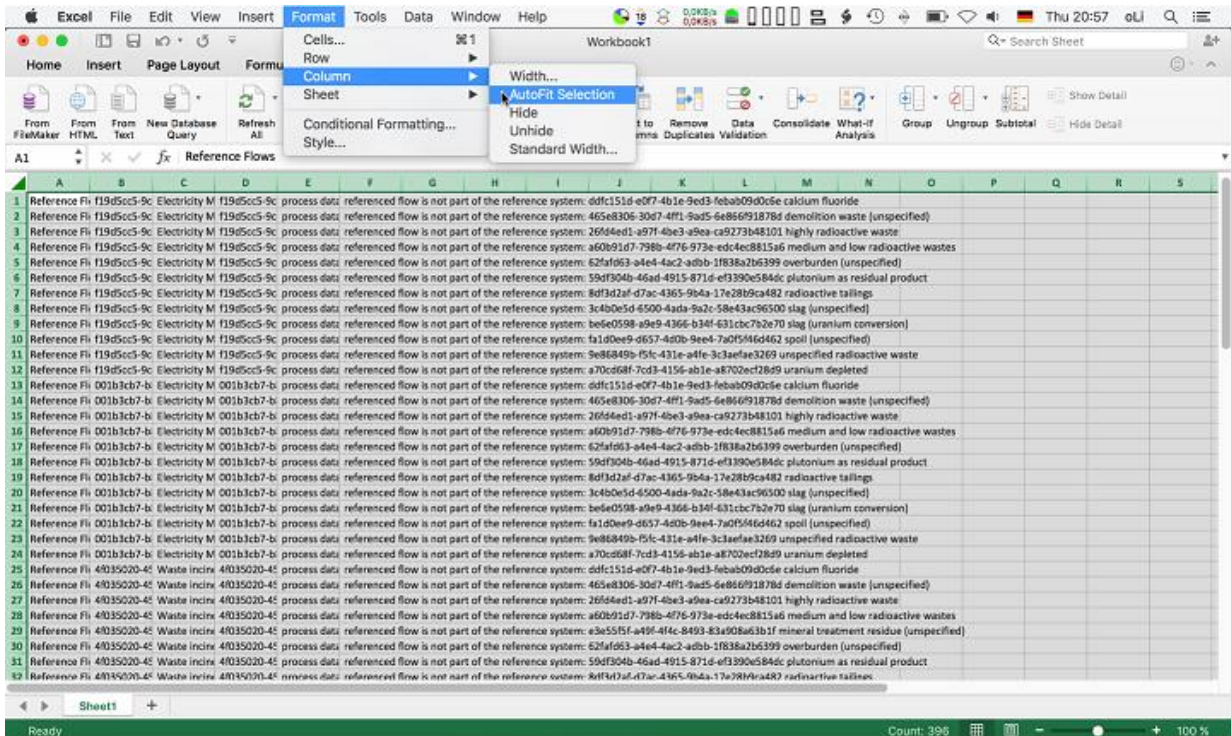 Excel File Edit View Insert Format Tools Data Window Help 0,0KB/s 0,0KB/s Thu 20:57 oLi
Workbook1
Search Sheet
Home Insert Page Layout Formu
Cells... ⌘1
Row
Column
Sheet
Conditional Formatting...
Style...
Width...
AutoFit Selection
Hide
Unhide
Standard Width...
From FileMaker
From HTML
From Text
New Database Query
Refresh All
Remove Duplicates
Data Validation
Consolidate
What-If Analysis
Group
Ungroup
Subtotal
Show Detail
Hide Detail
A1 fx Reference Flows
A B C D E F G H I J K L M N O P Q R S
1 Reference Fl f19d5cc5-9c Electricity M f19d5cc5-9c process data referenced flow is not part of the reference system: ddfc151d-e0f7-4b1e-9ed3-febab09d0c6e calcium fluoride
2 Reference Fl f19d5cc5-9c Electricity M f19d5cc5-9c process data referenced flow is not part of the reference system: 465e8306-30d7-4ff1-9ad5-6e866f91878d demolition waste (unspecified)
3 Reference Fl f19d5cc5-9c Electricity M f19d5cc5-9c process data referenced flow is not part of the reference system: 26fd4ed1-a97f-4be3-a9ea-ca9273b48101 highly radioactive waste
4 Reference Fl f19d5cc5-9c Electricity M f19d5cc5-9c process data referenced flow is not part of the reference system: a60b91d7-798b-4f76-973e-edc4ec8815a6 medium and low radioactive wastes
5 Reference Fl f19d5cc5-9c Electricity M f19d5cc5-9c process data referenced flow is not part of the reference system: 62fafd63-a4e4-4ac2-adbb-1f838a2b6399 overburden (unspecified)
6 Reference Fl f19d5cc5-9c Electricity M f19d5cc5-9c process data referenced flow is not part of the reference system: 59df304b-46ad-4915-871d-ef3390e584dc plutonium as residual product
7 Reference Fl f19d5cc5-9c Electricity M f19d5cc5-9c process data referenced flow is not part of the reference system: 8df3d2af-d7ac-4365-9b4a-17e28b9ca482 radioactive tailings
8 Reference Fl f19d5cc5-9c Electricity M f19d5cc5-9c process data referenced flow is not part of the reference system: 3c4b0e5d-6500-4ada-9a2c-58e43ac96500 slag (unspecified)
9 Reference Fl f19d5cc5-9c Electricity M f19d5cc5-9c process data referenced flow is not part of the reference system: be6e0598-a9e9-4366-b34f-631cbc7b2e70 slag (uranium conversion)
10 Reference Fl f19d5cc5-9c Electricity M f19d5cc5-9c process data referenced flow is not part of the reference system: fa1d0ee9-d657-4d0b-9ee4-7a0f5f46d462 spoil (unspecified)
11 Reference Fl f19d5cc5-9c Electricity M f19d5cc5-9c process data referenced flow is not part of the reference system: 9e86849b-f5fc-431e-a4fe-3c3aefae3269 unspecified radioactive waste
12 Reference Fl f19d5cc5-9c Electricity M f19d5cc5-9c process data referenced flow is not part of the reference system: a70cd68f-7cd3-4156-ab1e-a8702ecf28d9 uranium depleted
13 Reference Fl 001b3cb7-b Electricity M 001b3cb7-b process data referenced flow is not part of the reference system: ddfc151d-e0f7-4b1e-9ed3-febab09d0c6e calcium fluoride
14 Reference Fl 001b3cb7-b Electricity M 001b3cb7-b process data referenced flow is not part of the reference system: 465e8306-30d7-4ff1-9ad5-6e866f91878d demolition waste (unspecified)
15 Reference Fl 001b3cb7-b Electricity M 001b3cb7-b process data referenced flow is not part of the reference system: 26fd4ed1-a97f-4be3-a9ea-ca9273b48101 highly radioactive waste
16 Reference Fl 001b3cb7-b Electricity M 001b3cb7-b process data referenced flow is not part of the reference system: a60b91d7-798b-4f76-973e-edc4ec8815a6 medium and low radioactive wastes
17 Reference Fl 001b3cb7-b Electricity M 001b3cb7-b process data referenced flow is not part of the reference system: 62fafd63-a4e4-4ac2-adbb-1f838a2b6399 overburden (unspecified)
18 Reference Fl 001b3cb7-b Electricity M 001b3cb7-b process data referenced flow is not part of the reference system: 59df304b-46ad-4915-871d-ef3390e584dc plutonium as residual product
19 Reference Fl 001b3cb7-b Electricity M 001b3cb7-b process data referenced flow is not part of the reference system: 8df3d2af-d7ac-4365-9b4a-17e28b9ca482 radioactive tailings
20 Reference Fl 001b3cb7-b Electricity M 001b3cb7-b process data referenced flow is not part of the reference system: 3c4b0e5d-6500-4ada-9a2c-58e43ac96500 slag (unspecified)
21 Reference Fl 001b3cb7-b Electricity M 001b3cb7-b process data referenced flow is not part of the reference system: be6e0598-a9e9-4366-b34f-631cbc7b2e70 slag (uranium conversion)
22 Reference Fl 001b3cb7-b Electricity M 001b3cb7-b process data referenced flow is not part of the reference system: fa1d0ee9-d657-4d0b-9ee4-7a0f5f46d462 spoil (unspecified)
23 Reference Fl 001b3cb7-b Electricity M 001b3cb7-b process data referenced flow is not part of the reference system: 9e86849b-f5fc-431e-a4fe-3c3aefae3269 unspecified radioactive waste
24 Reference Fl 001b3cb7-b Electricity M 001b3cb7-b process data referenced flow is not part of the reference system: a70cd68f-7cd3-4156-ab1e-a8702ecf28d9 uranium depleted
25 Reference Fl 4f035020-45 Waste incine 4f035020-45 process data referenced flow is not part of the reference system: ddfc151d-e0f7-4b1e-9ed3-febab09d0c6e calcium fluoride
26 Reference Fl 4f035020-45 Waste incine 4f035020-45 process data referenced flow is not part of the reference system: 465e8306-30d7-4ff1-9ad5-6e866f91878d demolition waste (unspecified)
27 Reference Fl 4f035020-45 Waste incine 4f035020-45 process data referenced flow is not part of the reference system: 26fd4ed1-a97f-4be3-a9ea-ca9273b48101 highly radioactive waste
28 Reference Fl 4f035020-45 Waste incine 4f035020-45 process data referenced flow is not part of the reference system: a60b91d7-798b-4f76-973e-edc4ec8815a6 medium and low radioactive wastes
29 Reference Fl 4f035020-45 Waste incine 4f035020-45 process data referenced flow is not part of the reference system: e3e55f5f-a49f-4f4c-8493-83a908a63b1f mineral treatment residue (unspecified)
30 Reference Fl 4f035020-45 Waste incine 4f035020-45 process data referenced flow is not part of the reference system: 62fafd63-a4e4-4ac2-adbb-1f838a2b6399 overburden (unspecified)
31 Reference Fl 4f035020-45 Waste incine 4f035020-45 process data referenced flow is not part of the reference system: 59df304b-46ad-4915-871d-ef3390e584dc plutonium as residual product
32 Reference Fl 4f035020-45 Waste incine 4f035020-45 process data referenced flow is not part of the reference system: 8df3d2af-d7ac-4365-9b4a-17e28b9ca482 radioactive tailings
Sheet1 +
Ready Count: 396 100 %